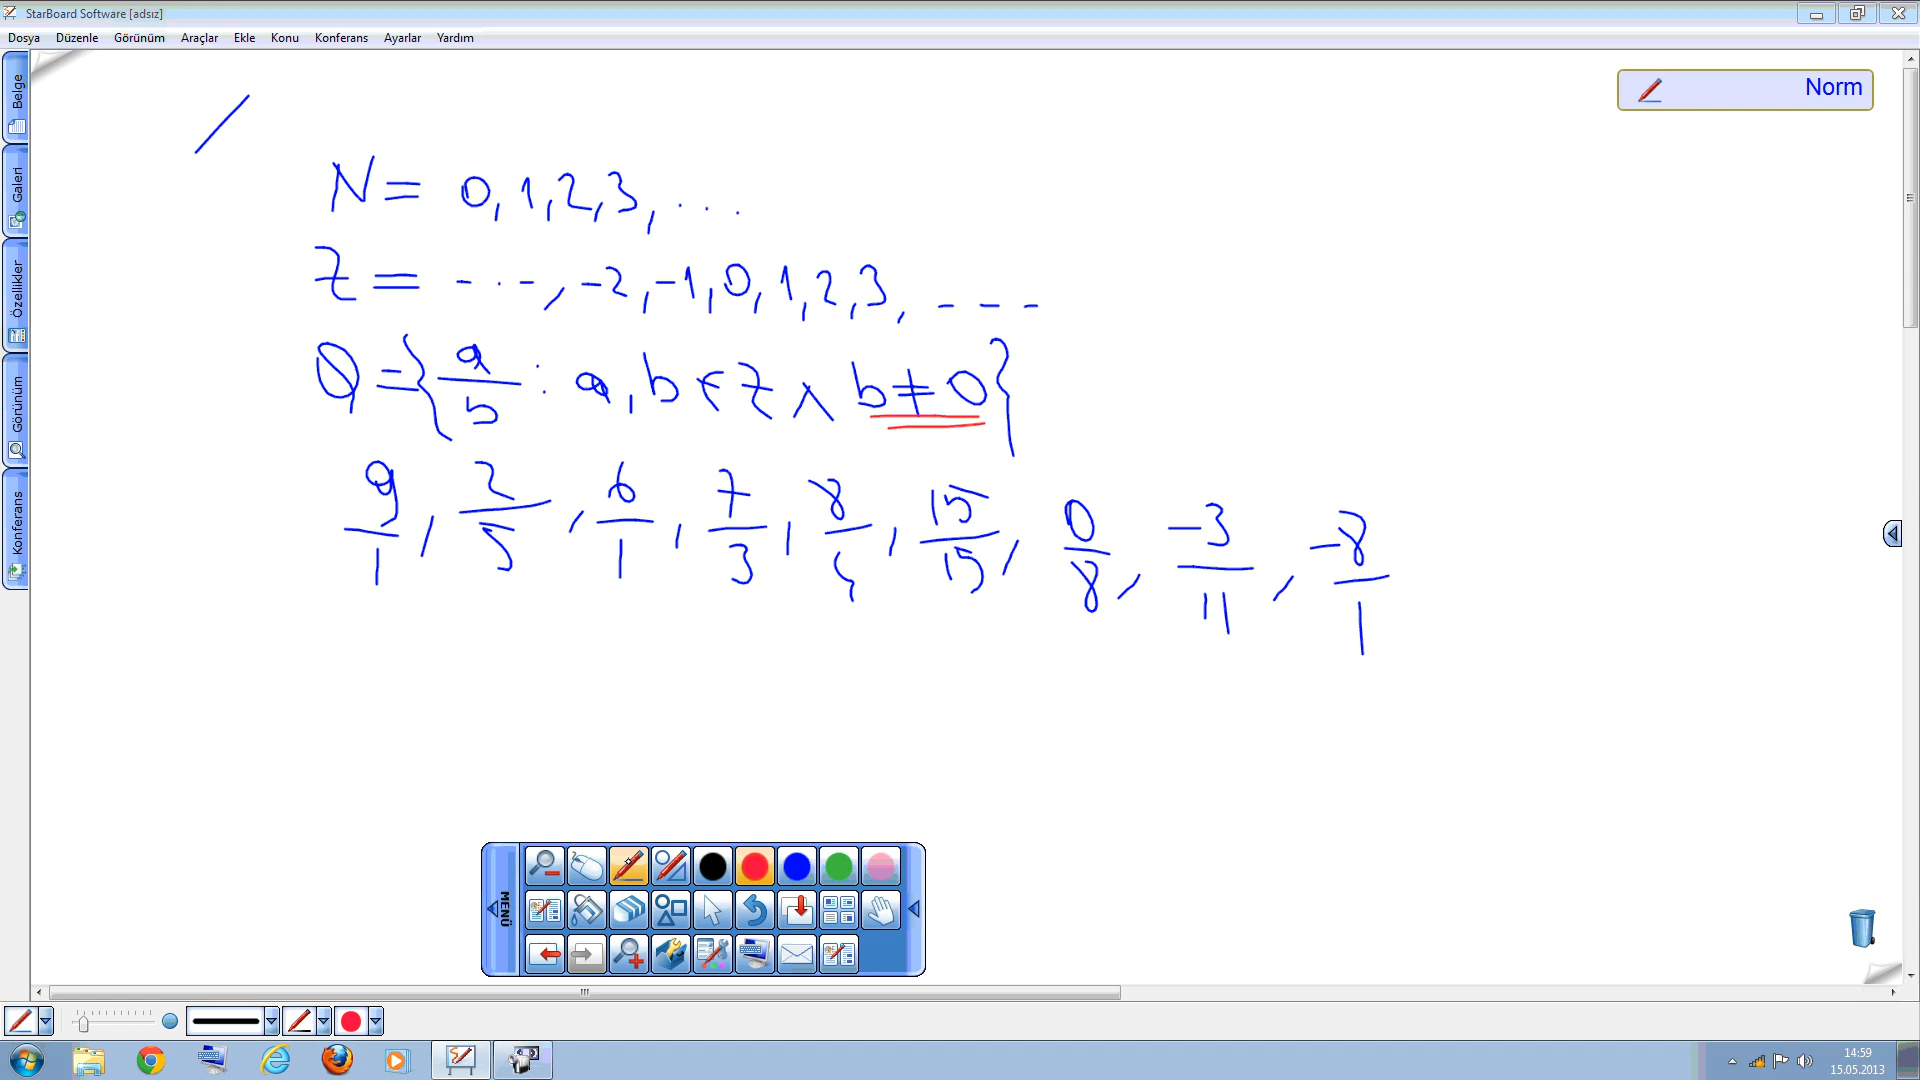 StarBoard Software [adsız]
Dosya Düzenle Görünüm Araçlar Ekle Konu Konferans Ayarlar Yardım
Belge
Galeri
Özellikler
Görünüm
Konferans
Norm
N = 0, 1, 2, 3, ...
Z = ..., -2, -1, 0, 1, 2, 3, ---
Q = { a/b : a, b ∈ Z ∧ b ≠ 0 }
9/1, 2/5, 6/1, 7/3, 8/5, 15/15, 0/8, -3/11, -8/1
MENÜ
14:59
15.05.2013